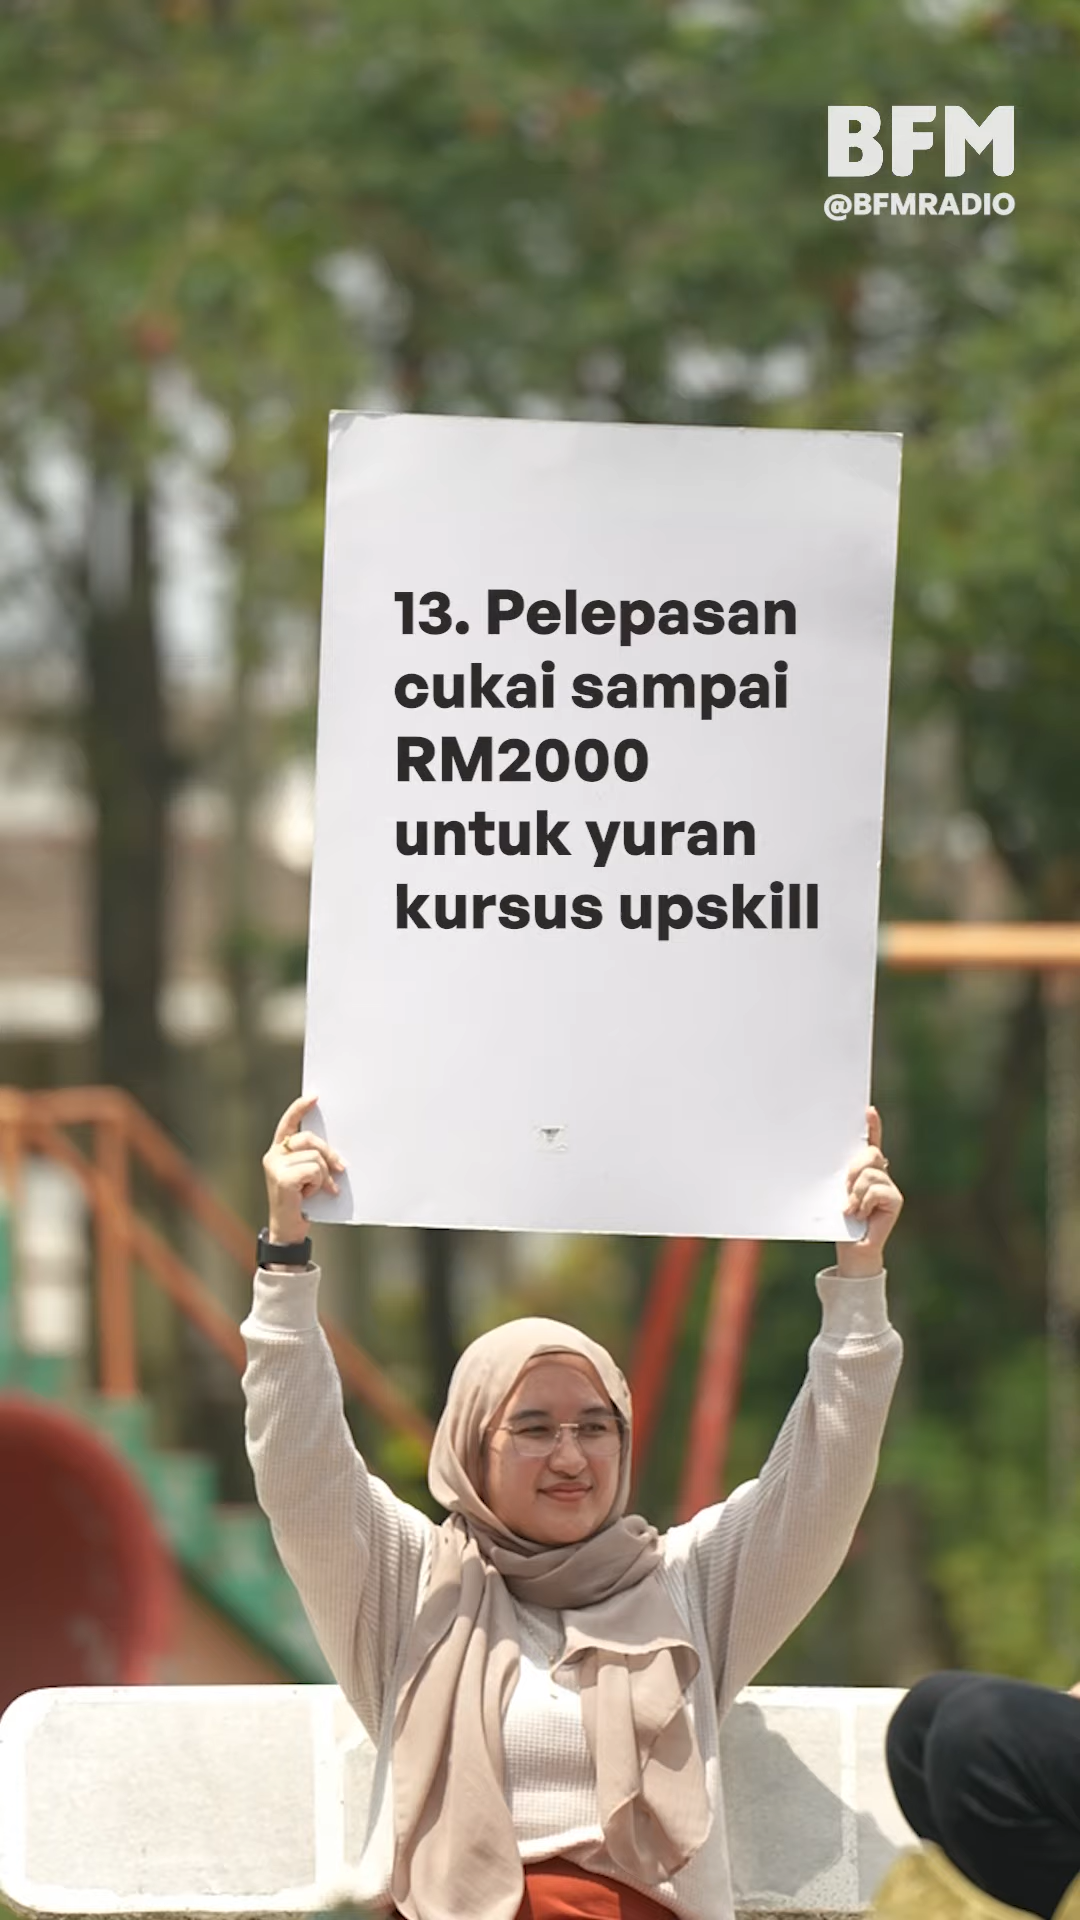 BFM
@BFMRADIO
13. Pelepasan
cukai sampai
RM2000
untuk yuran
kursus upskill